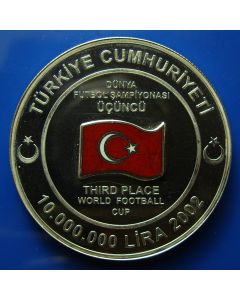 TÜRKİYE CUMHURİYETİ
DÜNYA
FUTBOL ŞAMPİYONASI
ÜÇÜNCÜ
THIRD PLACE
WORLD FOOTBALL
CUP
10.000.000 LİRA 2002